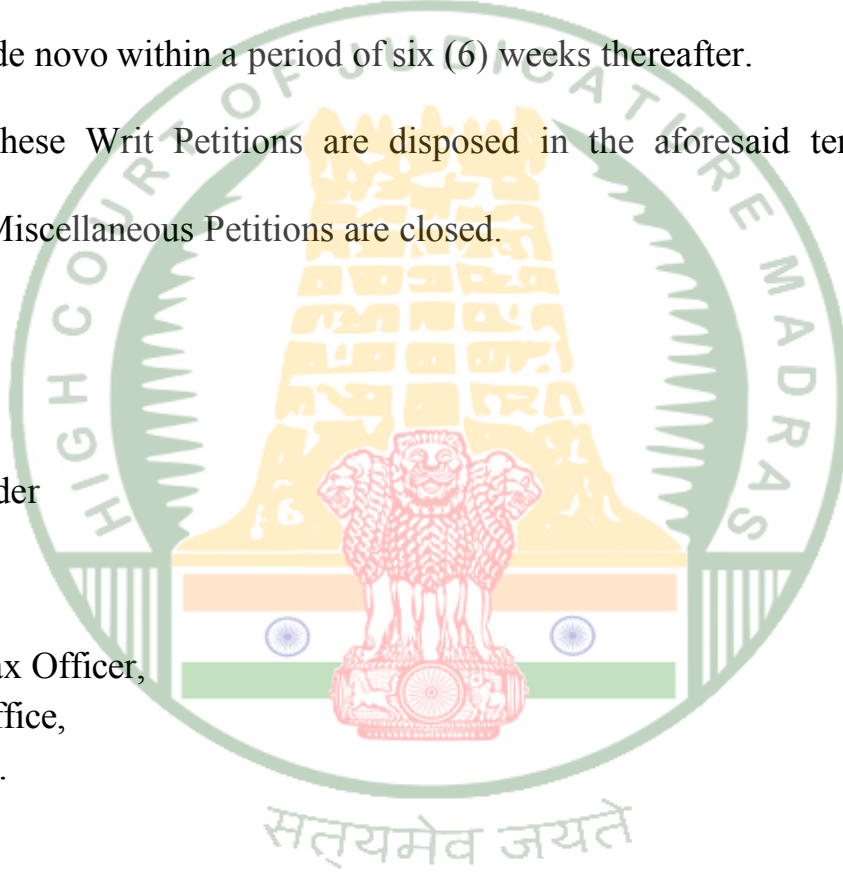 de novo within a period of six (6) weeks thereafter.
hese Writ Petitions are disposed in the aforesaid ter
Miscellaneous Petitions are closed.
HIGH COURT OF JUDICATURE MADRAS
der
ax Officer,
ffice,
.
सत्यमेव जयते